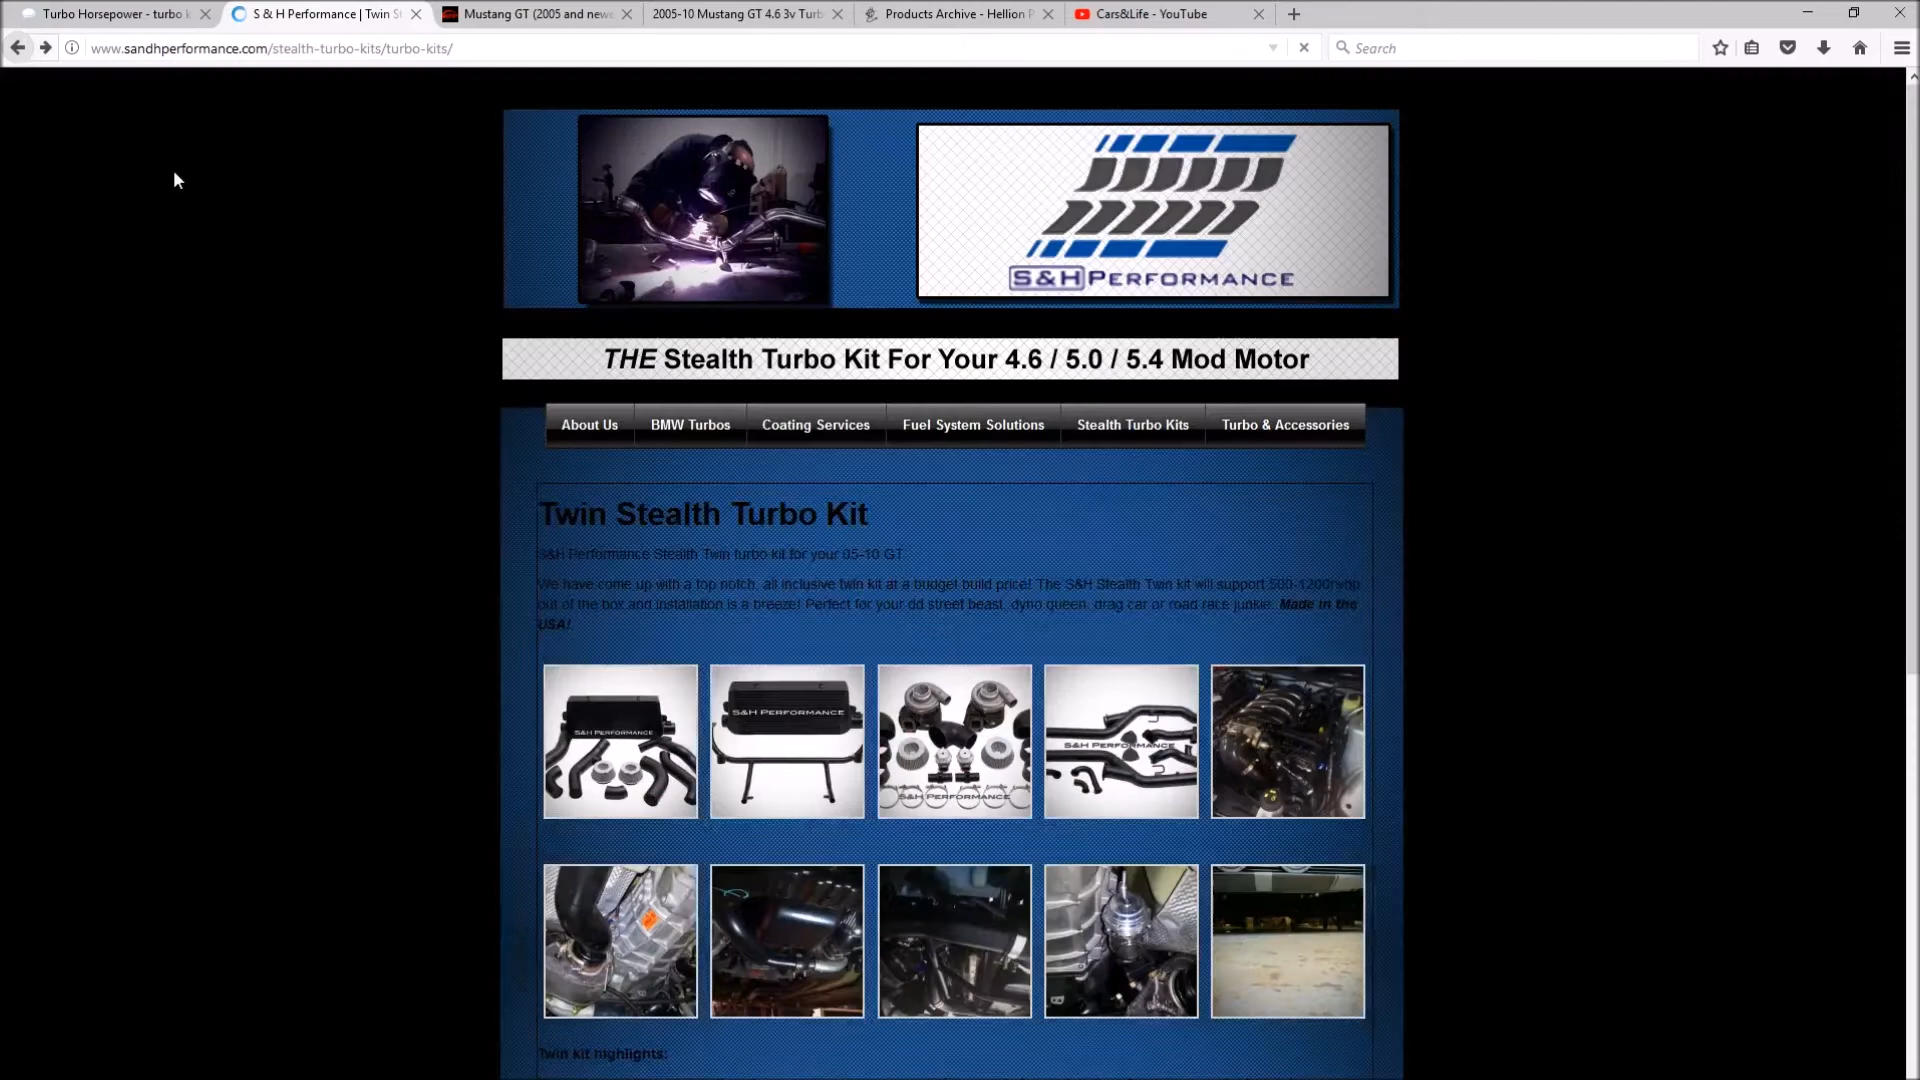 Turbo Horsepower - turbo k
S & H Performance | Twin St
Mustang GT (2005 and newe
2005-10 Mustang GT 4.6 3v Turb
Products Archive - Hellion P
Cars&Life - YouTube
www.sandhperformance.com/stealth-turbo-kits/turbo-kits/
Search
S&HPERFORMANCE
THE Stealth Turbo Kit For Your 4.6 / 5.0 / 5.4 Mod Motor
About Us
BMW Turbos
Coating Services
Fuel System Solutions
Stealth Turbo Kits
Turbo & Accessories
Twin Stealth Turbo Kit
S&H Performance Stealth Twin turbo kit for your 05-10 GT
We have come up with a top notch, all inclusive twin kit at a budget build price! The S&H Stealth Twin kit will support 500-1200rwhp
out of the box and installation is a breeze! Perfect for your dd street beast, dyno queen, drag car or road race junkie. Made in the
USA!
S&H PERFORMANCE
S&H PERFORMANCE
S&H PERFORMANCE
S&H PERFORMANCE
Twin kit highlights: